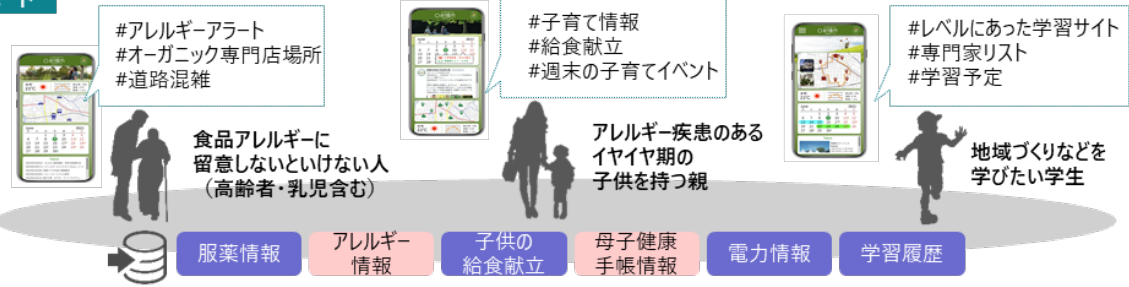 #アレルギーアラート
#オーガニック専門店場所
#道路混雑
#子育て情報
#給食献立
#週末の子育てイベント
#レベルにあった学習サイト
#専門家リスト
#学習予定
食品アレルギーに
留意しないといけない人
（高齢者・乳児含む）
アレルギー疾患のある
イヤイヤ期の
子供を持つ親
地域づくりなどを
学びたい学生
服薬情報
アレルギー
情報
子供の
給食献立
母子健康
手帳情報
電力情報
学習履歴